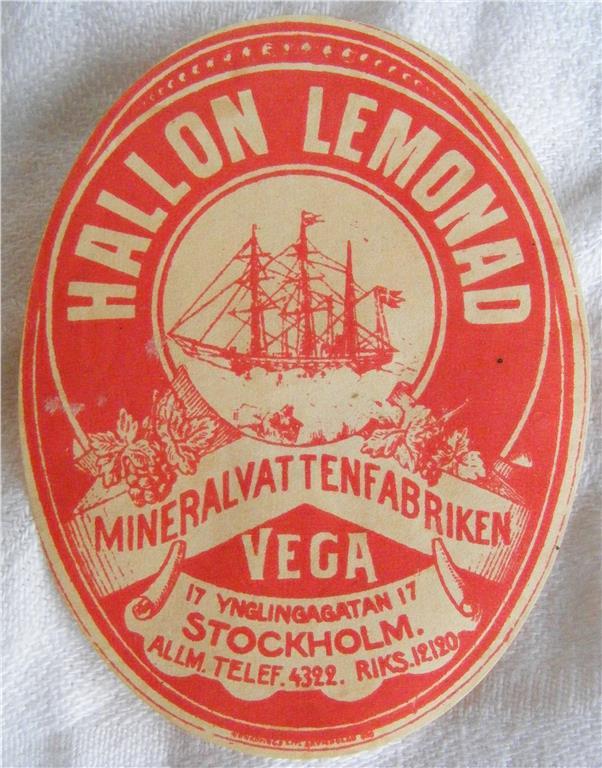 HALLON LEMONAD
MINERALVATTENFABRIKEN
VEGA
17 YNGLINGAGATAN 17
STOCKHOLM.
ALLM. TELEF. 4322. RIKS. 12120